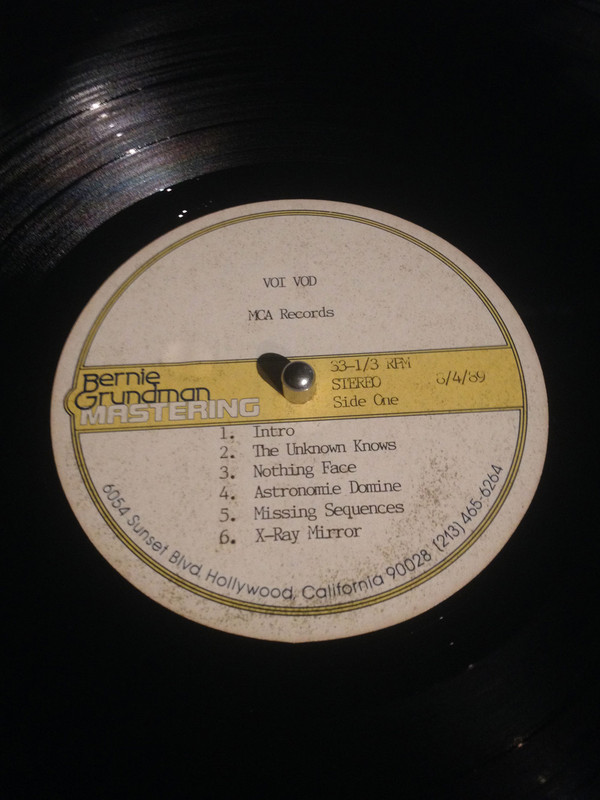 VOI VOD
MCA Records
Bernie
Grundman
MASTERING
33-1/3 RPM
STEREO
Side One
1. Intro
2. The Unknown Knows
3. Nothing Face
4. Astronomie Domine
5. Missing Sequences
6. X-Ray Mirror
6054 Sunset Blvd. Hollywood, California 90028 (213) 465-6264